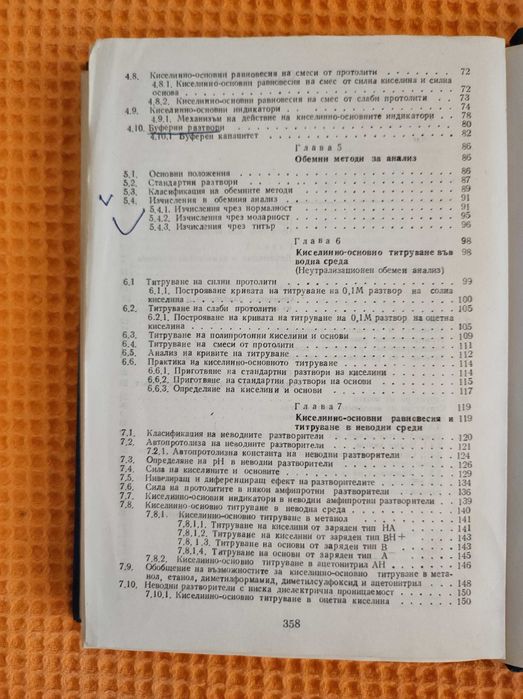 4.8. Киселинно-основни равновесия на смеси от протолити . . . . . . . 72
4.8.1. Киселинно-основни равновесия на смес от силна киселина и силна
основа . . . . . . . . . . . . . . . . . . . 72
4.8.2. Киселинно-основни равновесия на смес от слаби протолити . . 73
4.9. Киселинно-основни индикатори . . . . . . . . . . . . 74
4.9.1. Механизъм на действие на киселинно-основните индикатори . . 78
4.10. Буферни разтвори . . . . . . . . . . . . . . . 80
4.10.1 Буферен капацитет . . . . . . . . . . . . . 82
Глава 5 86
Обемни методи за анализ 86
5.1. Основни положения . . . . . . . . . . . . . . . 86
5.2. Стандартни разтвори . . . . . . . . . . . . . . 87
5.3. Класификация на обемните методи . . . . . . . . . . . 89
5.4. Изчисления в обемния анализ . . . . . . . . . . . . 91
5.4.1. Изчисления чрез нормалност . . . . . . . . . . . 91
5.4.2. Изчисления чрез моларност . . . . . . . . . . . 95
5.4.3. Изчисления чрез титър . . . . . . . . . . . . 96
Глава 6 98
Киселинно-основно титруване във 98
водна среда
(Неутрализационен обемен анализ)
6.1 Титруване на силни протолити . . . . . . . . . . . . 99
6.1.1. Построяване кривата на титруване на 0,1M разтвор на солна
киселина . . . . . . . . . . . . . . . . . . 100
6.2. Титруване на слаби протолити . . . . . . . . . . . . 105
6.2.1. Построяване на кривата на титруване на 0,1M разтвор на оцетна
киселина . . . . . . . . . . . . . . . . . . 105
6.3. Титруване на полипротонни киселини и основи . . . . . . . . 109
6.4. Титруване на смеси от протолити . . . . . . . . . . . 111
6.5. Анализ на кривите на титруване . . . . . . . . . . . 112
6.6. Практика на киселинно-основното титруване . . . . . . . . . 114
6.6.1. Приготвяне на стандартни разтвори на киселини . . . . . . 114
6.6.2. Приготвяне на стандартни разтвори на основи . . . . . . 115
6.6.3. Определяне на киселини и основи . . . . . . . . . 117
Глава 7 119
Киселинно-основни равновесия и 119
титруване в неводни среди
7.1. Класификация на неводните разтворители . . . . . . . . . 120
7.2. Автопротолиза на неводните разтворители . . . . . . . . . 121
7.2.1. Автопротолизна константа на неводни разтворители . . . . 124
7.3. Определяне на pH в неводни разтворители . . . . . . . . . 126
7.4. Сила на киселините и основите . . . . . . . . . . . . 129
7.5. Нивелиращ и диференциращ ефект на разтворителите . . . . . . 134
7.6. Сила на протолитите в някои амфипротни разтворители . . . . . 136
7.7. Киселинно-основни индикатори в неводни амфипротни разтворители . . 139
7.8. Киселинно-основно титруване в неводна среда . . . . . . . . 140
7.8.1. Киселинно-основно титруване в метанол . . . . . . . . 141
7.8.1.1. Титруване на киселини от зареден тип HA . . . . . 141
7.8.1.2. Титруване на киселини от зареден тип BH+ . . . . . 143
7.8.1.3. Титруване на основи от зареден тип B . . . . . . 143
7.8.1.4. Титруване на основи от зареден тип A⁻ . . . . . . 145
7.8.2. Киселинно-основно титруване в ацетонитрил AH . . . . . 146
7.9. Обобщение на възможностите за киселинно-основно титруване в мета-
нол, етанол, диметилформамид, диметилсулфоксид и ацетонитрил . . . 148
7.10. Неводни разтворители с ниска диелектрична проницаемост . . . . 150
7.10.1. Киселинно-основно титруване в оцетна киселина . . . . . 150
358